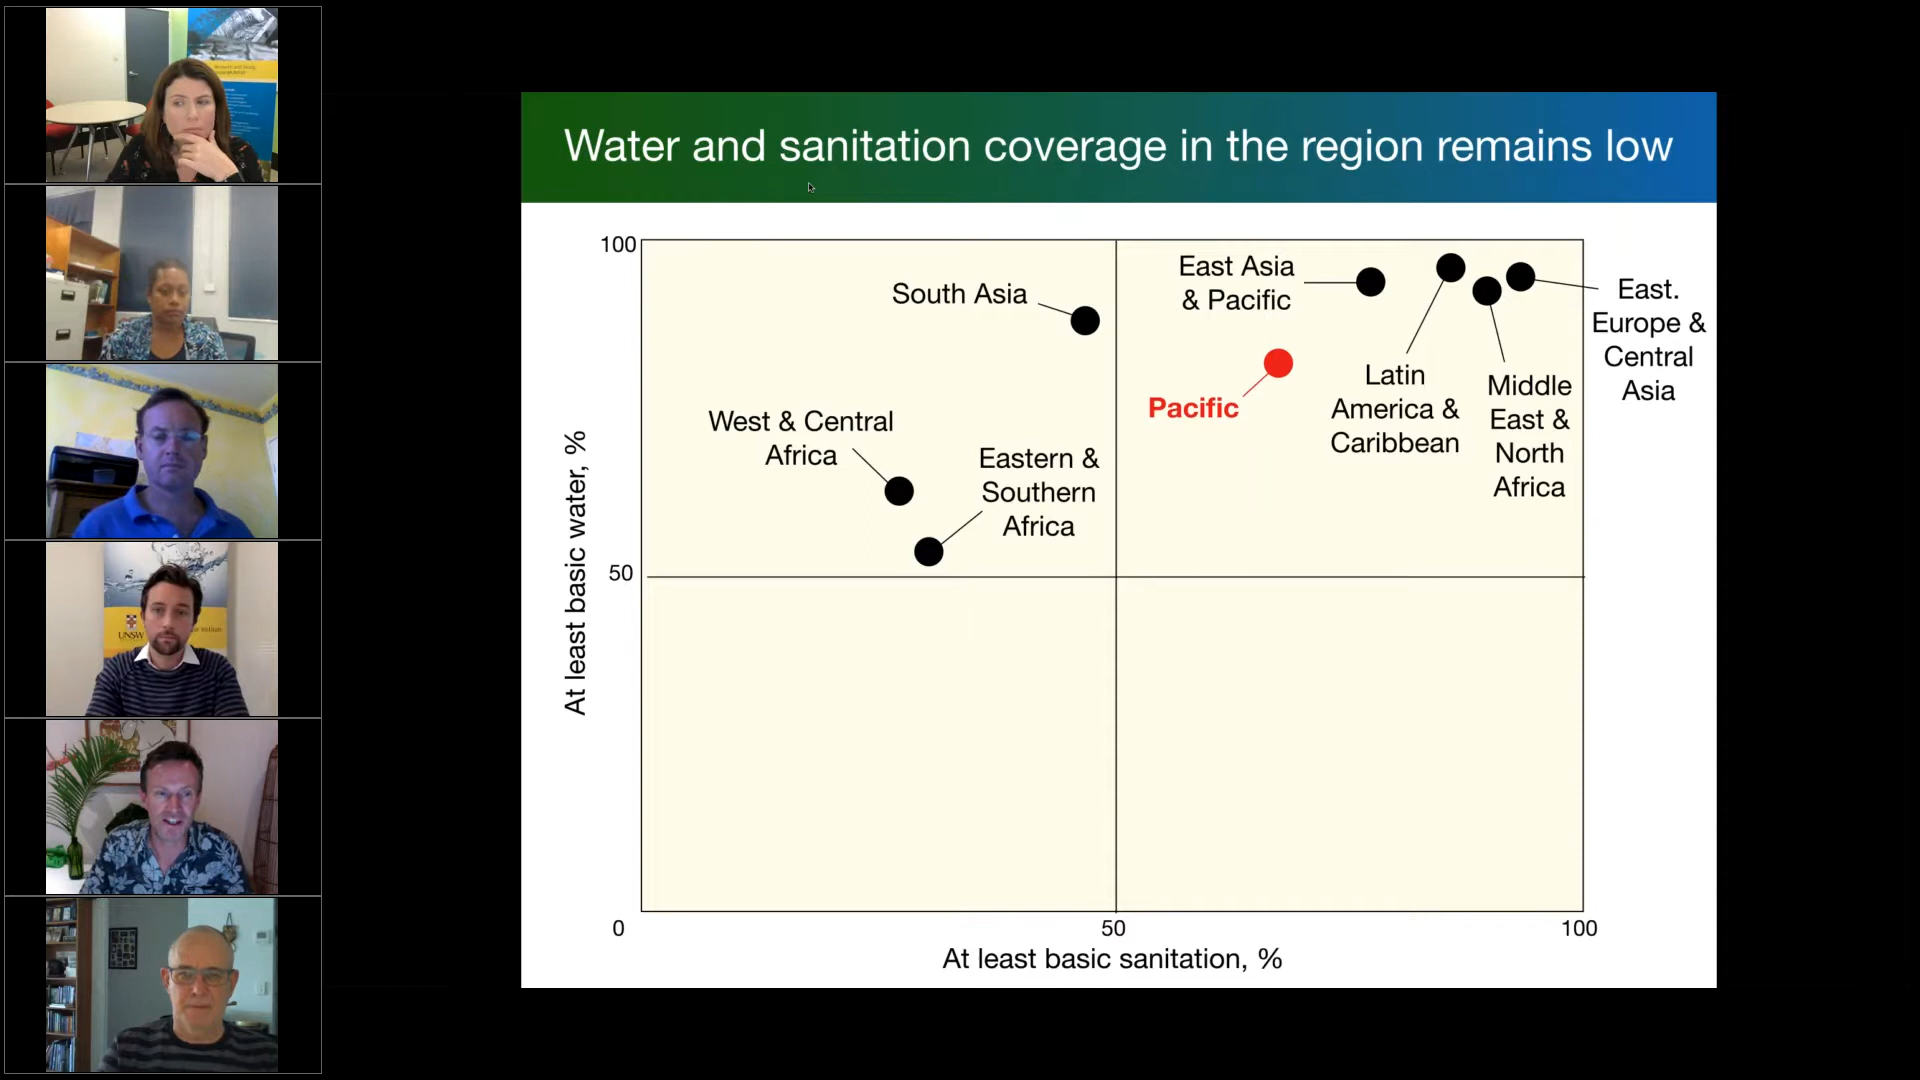 Water and sanitation coverage in the region remains low
100
South Asia
East Asia
& Pacific
East.
Europe &
Central
Asia
Pacific
Latin
America &
Caribbean
Middle
East &
North
Africa
West & Central
Africa
Eastern &
Southern
Africa
At least basic water, %
50
0
50
100
At least basic sanitation, %
UNSW